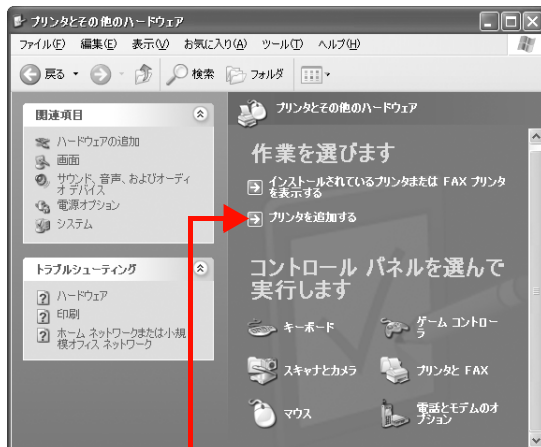 プリンタとその他のハードウェア
ファイル(F) 編集(E) 表示(V) お気に入り(A) ツール(T) ヘルプ(H)
戻る 検索 フォルダ
関連項目
ハードウェアの追加
画面
サウンド、音声、およびオーディ
オ デバイス
電源オプション
システム
トラブルシューティング
ハードウェア
印刷
ホーム ネットワークまたは小規
模オフィス ネットワーク
プリンタとその他のハードウェア
作業を選びます
インストールされているプリンタまたは FAX プリンタ
を表示する
プリンタを追加する
コントロール パネルを選んで
実行します
キーボード
ゲーム コントロー
ラ
スキャナとカメラ
プリンタと FAX
マウス
電話とモデムのオ
プション